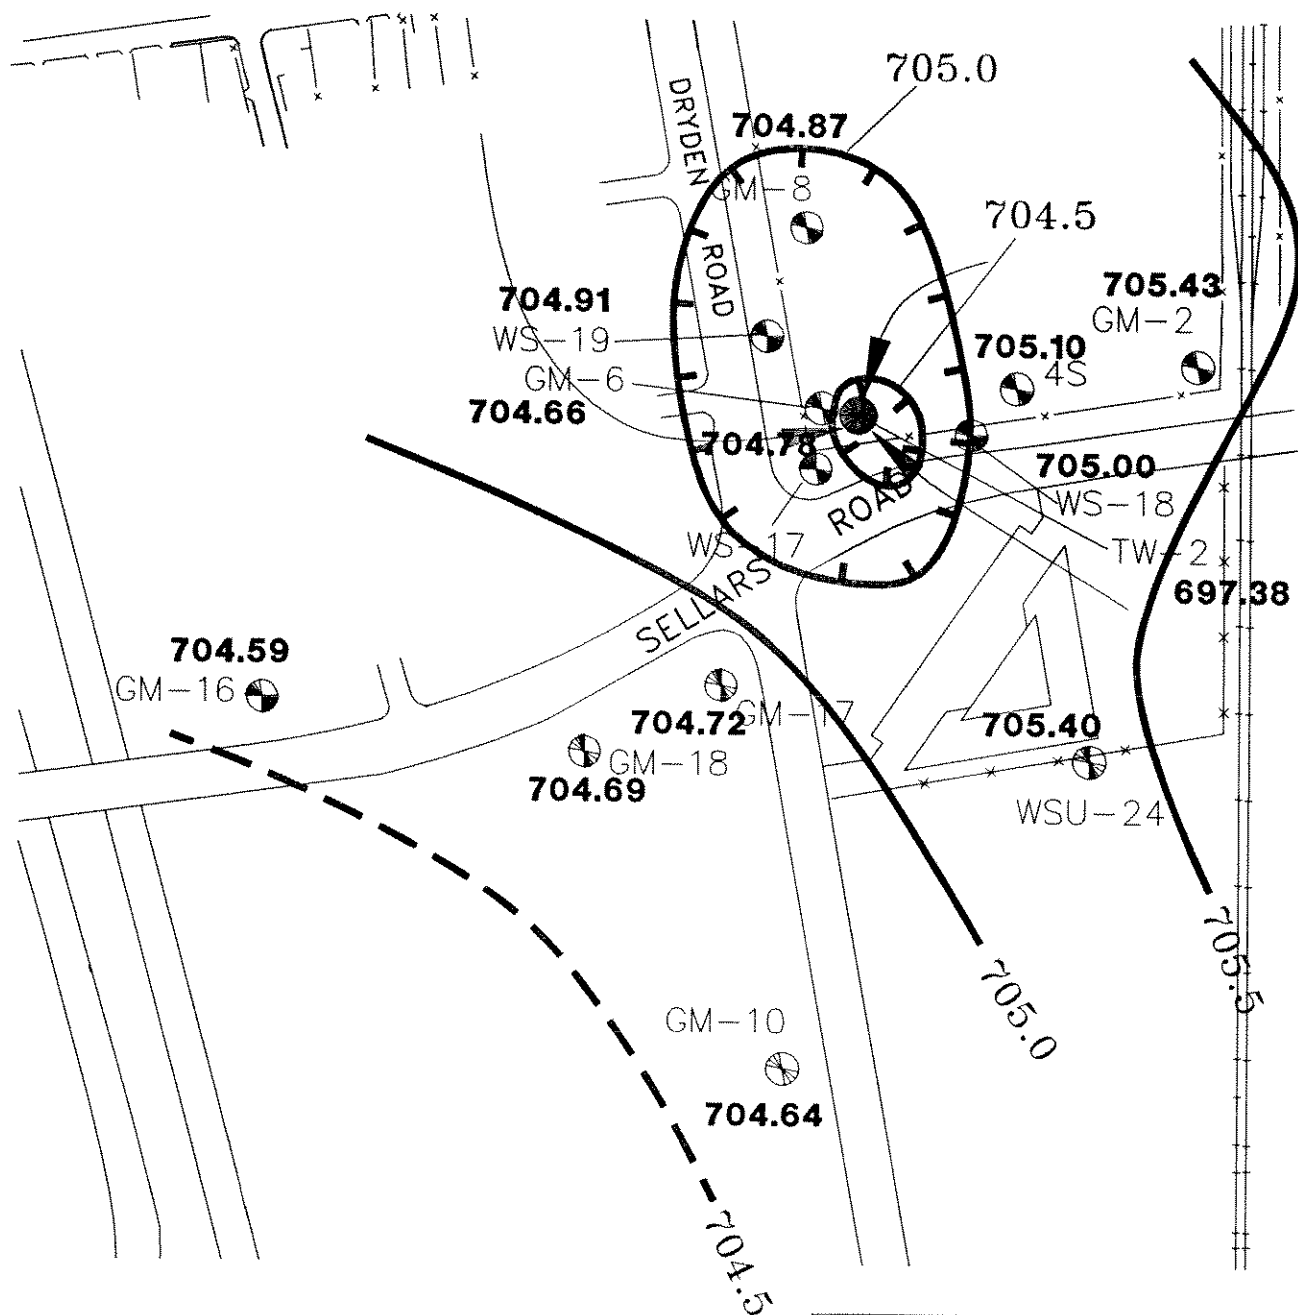 705.0
DRYDEN
704.87
GM-8
704.5
ROAD
705.43
GM-2
704.91
WS-19
705.10
4S
GM-6
704.66
704.78
705.00
WS-18
ROAD
WS-17
TW-2
697.38
SELLARS
704.59
GM-16
704.72
GM-17
705.40
GM-18
704.69
WSU-24
705.5
705.0
GM-10
704.64
704.5